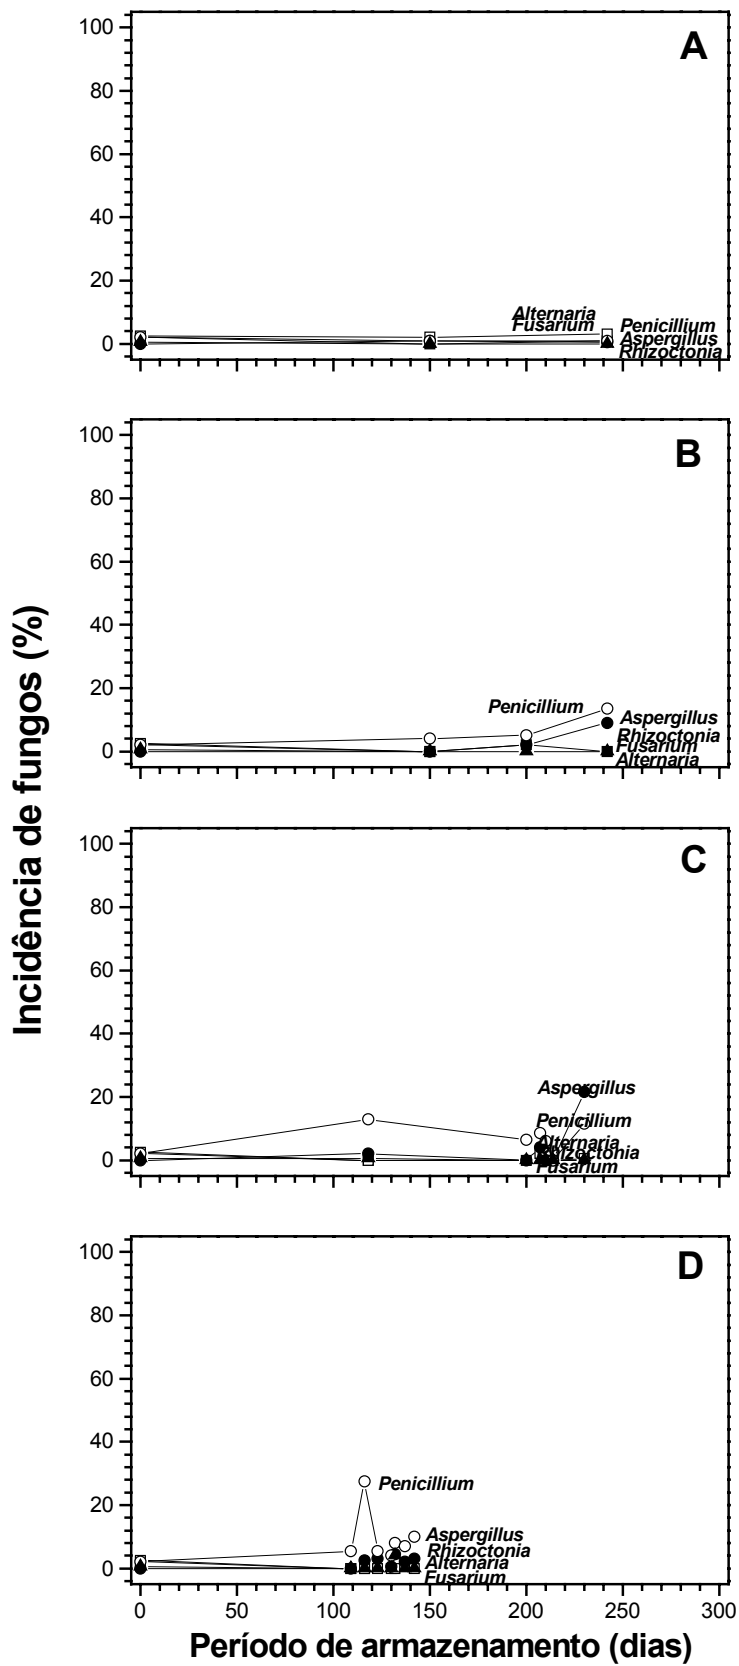 Incidência de fungos (%)
A
100
80
60
40
20
0
Alternaria
Fusarium
Penicillium
Aspergillus
Rhizoctonia
B
100
80
60
40
20
0
Penicillium
Aspergillus
Rhizoctonia
Fusarium
Alternaria
C
100
80
60
40
20
0
Aspergillus
Penicillium
Alternaria
Rhizoctonia
Fusarium
D
100
80
60
40
20
0
Penicillium
Aspergillus
Rhizoctonia
Alternaria
Fusarium
0 50 100 150 200 250 300
Período de armazenamento (dias)